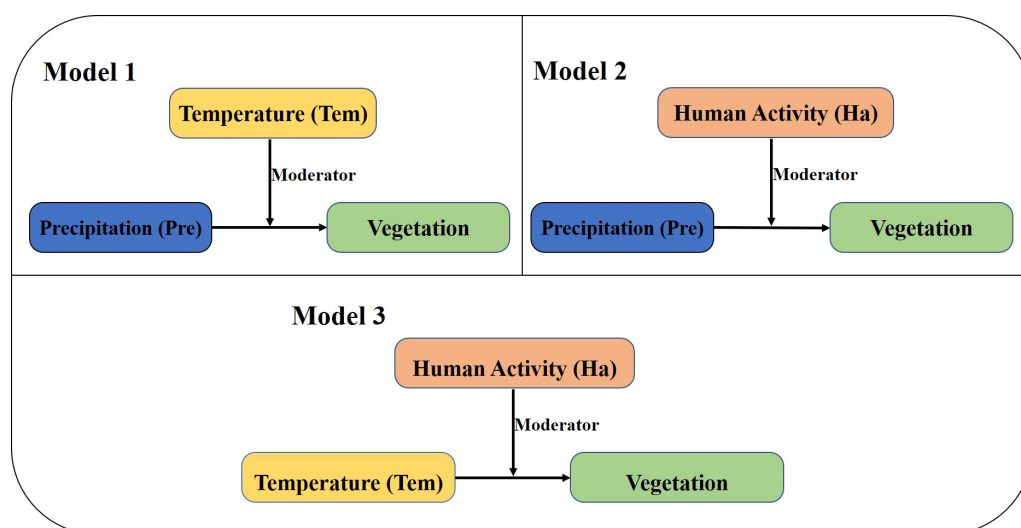 Model 1
Temperature (Tem)
Moderator
Precipitation (Pre)
Vegetation
Model 2
Human Activity (Ha)
Moderator
Precipitation (Pre)
Vegetation
Model 3
Human Activity (Ha)
Moderator
Temperature (Tem)
Vegetation